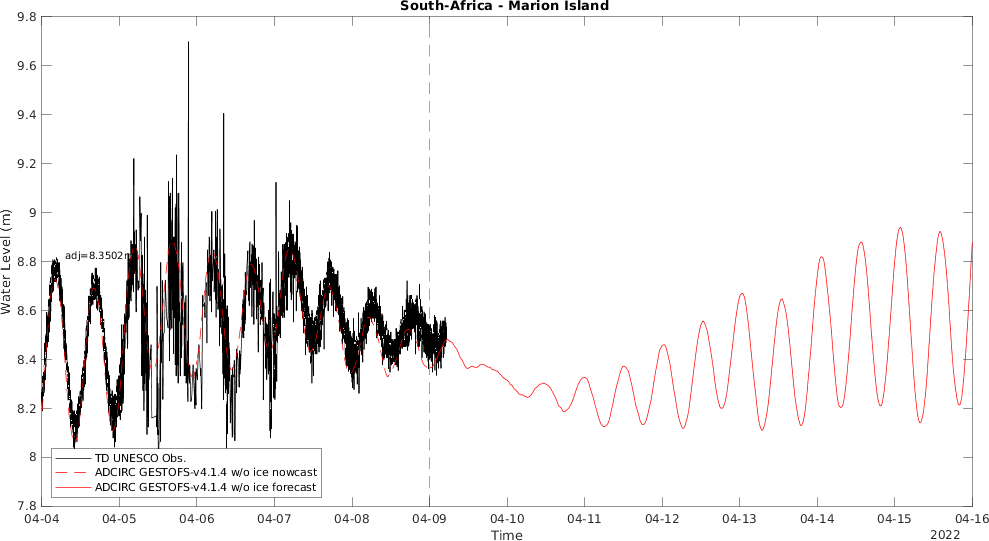 South-Africa - Marion Island
9.8
9.6
9.4
9.2
9
8.8
8.6
8.4
8.2
8
7.8
Water Level (m)
adj=8.3502m
TD UNESCO Obs.
ADCIRC GESTOFS-v4.1.4 w/o ice nowcast
ADCIRC GESTOFS-v4.1.4 w/o ice forecast
04-04 04-05 04-06 04-07 04-08 04-09 04-10 04-11 04-12 04-13 04-14 04-15 04-16
Time
2022